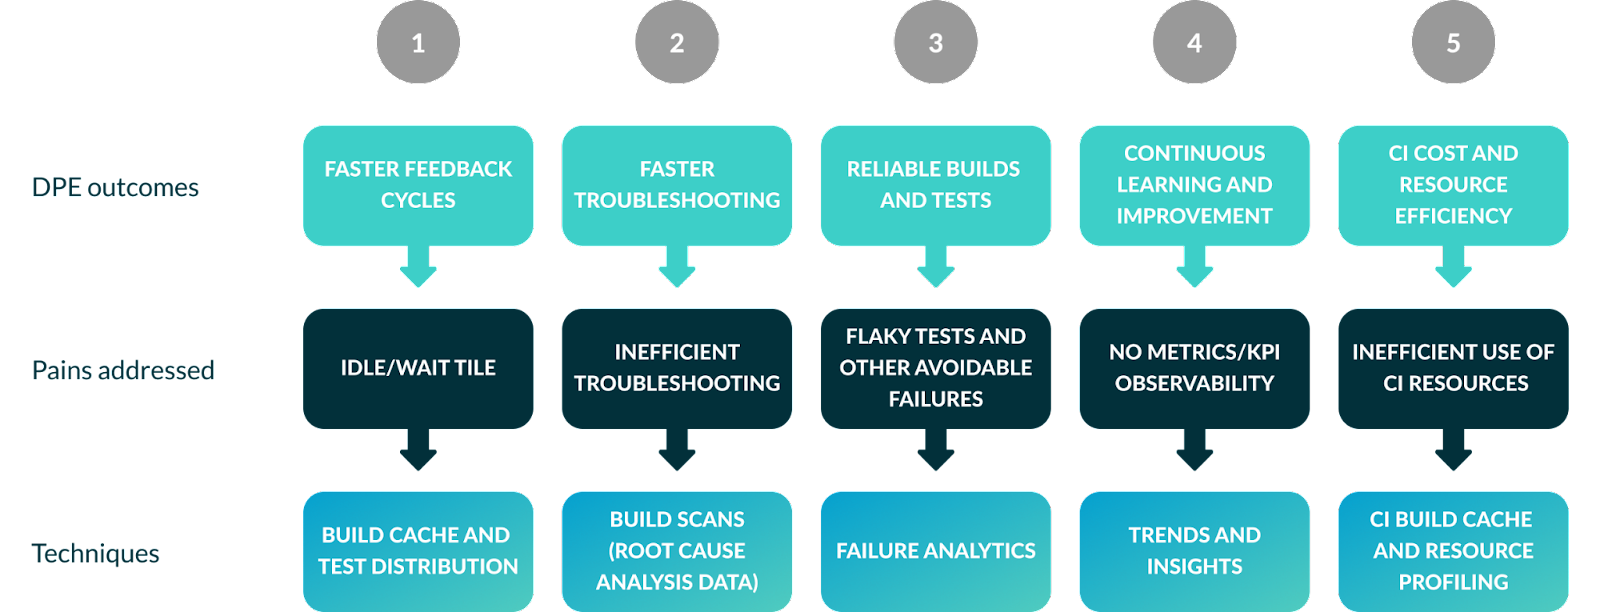 1
2
3
4
5
DPE outcomes
FASTER FEEDBACK
CYCLES
FASTER
TROUBLESHOOTING
RELIABLE BUILDS
AND TESTS
CONTINUOUS
LEARNING AND
IMPROVEMENT
CI COST AND
RESOURCE
EFFICIENCY
Pains addressed
IDLE/WAIT TILE
INEFFICIENT
TROUBLESHOOTING
FLAKY TESTS AND
OTHER AVOIDABLE
FAILURES
NO METRICS/KPI
OBSERVABILITY
INEFFICIENT USE OF
CI RESOURCES
Techniques
BUILD CACHE AND
TEST DISTRIBUTION
BUILD SCANS
(ROOT CAUSE
ANALYSIS DATA)
FAILURE ANALYTICS
TRENDS AND
INSIGHTS
CI BUILD CACHE
AND RESOURCE
PROFILING